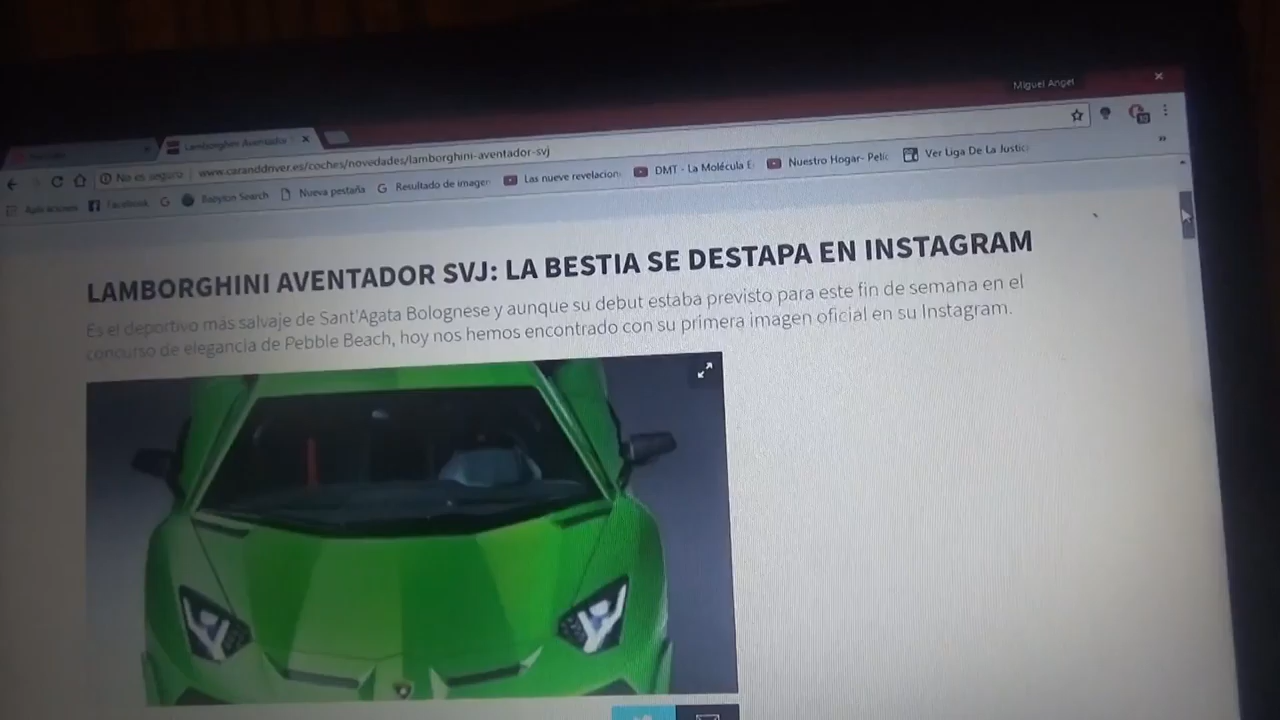 Miguel Angel
Lamborghini Aventador
No es seguro | www.caranddriver.es/coches/novedades/lamborghini-aventador-svj
Aplicaciones Facebook Babylon Search Nueva pestaña Resultado de imagen Las nueve revelacion DMT - La Molécula E Nuestro Hogar- Pelíc Ver Liga De La Justic
LAMBORGHINI AVENTADOR SVJ: LA BESTIA SE DESTAPA EN INSTAGRAM
Es el deportivo más salvaje de Sant'Agata Bolognese y aunque su debut estaba previsto para este fin de semana en el
concurso de elegancia de Pebble Beach, hoy nos hemos encontrado con su primera imagen oficial en su Instagram.